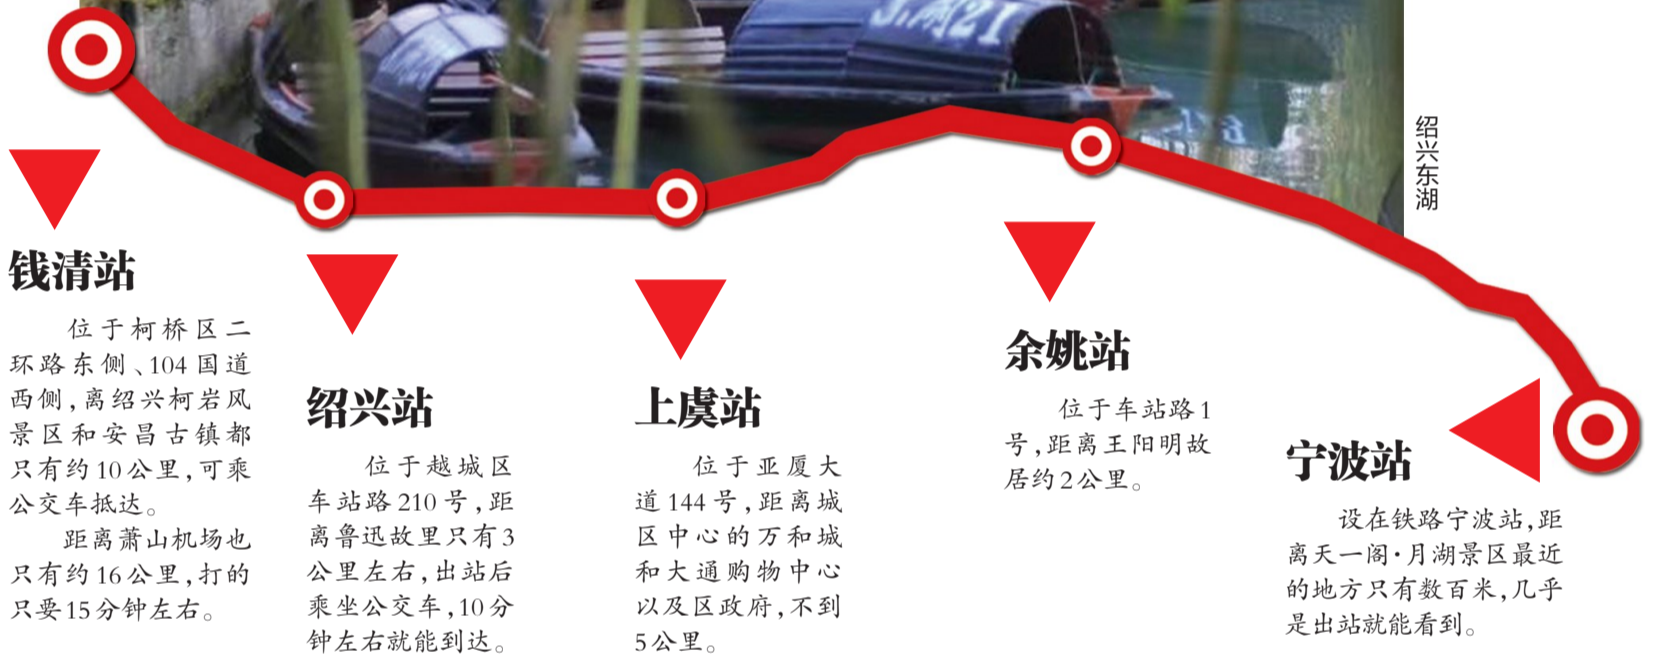 绍兴东湖
钱清站
位于柯桥区二
环路东侧、104国道
西侧,离绍兴柯岩风
景区和安昌古镇都
只有约10公里,可乘
公交车抵达。
距离萧山机场也
只有约16公里,打的
只要15分钟左右。
绍兴站
位于越城区
车站路210号,距
离鲁迅故里只有3
公里左右,出站后
乘坐公交车,10分
钟左右就能到达。
上虞站
位于亚厦大
道144号,距离城
区中心的万和城
和大通购物中心
以及区政府,不到
5公里。
余姚站
位于车站路1
号,距离王阳明故
居约2公里。
宁波站
设在铁路宁波站,距
离天一阁·月湖景区最近
的地方只有数百米,几乎
是出站就能看到。